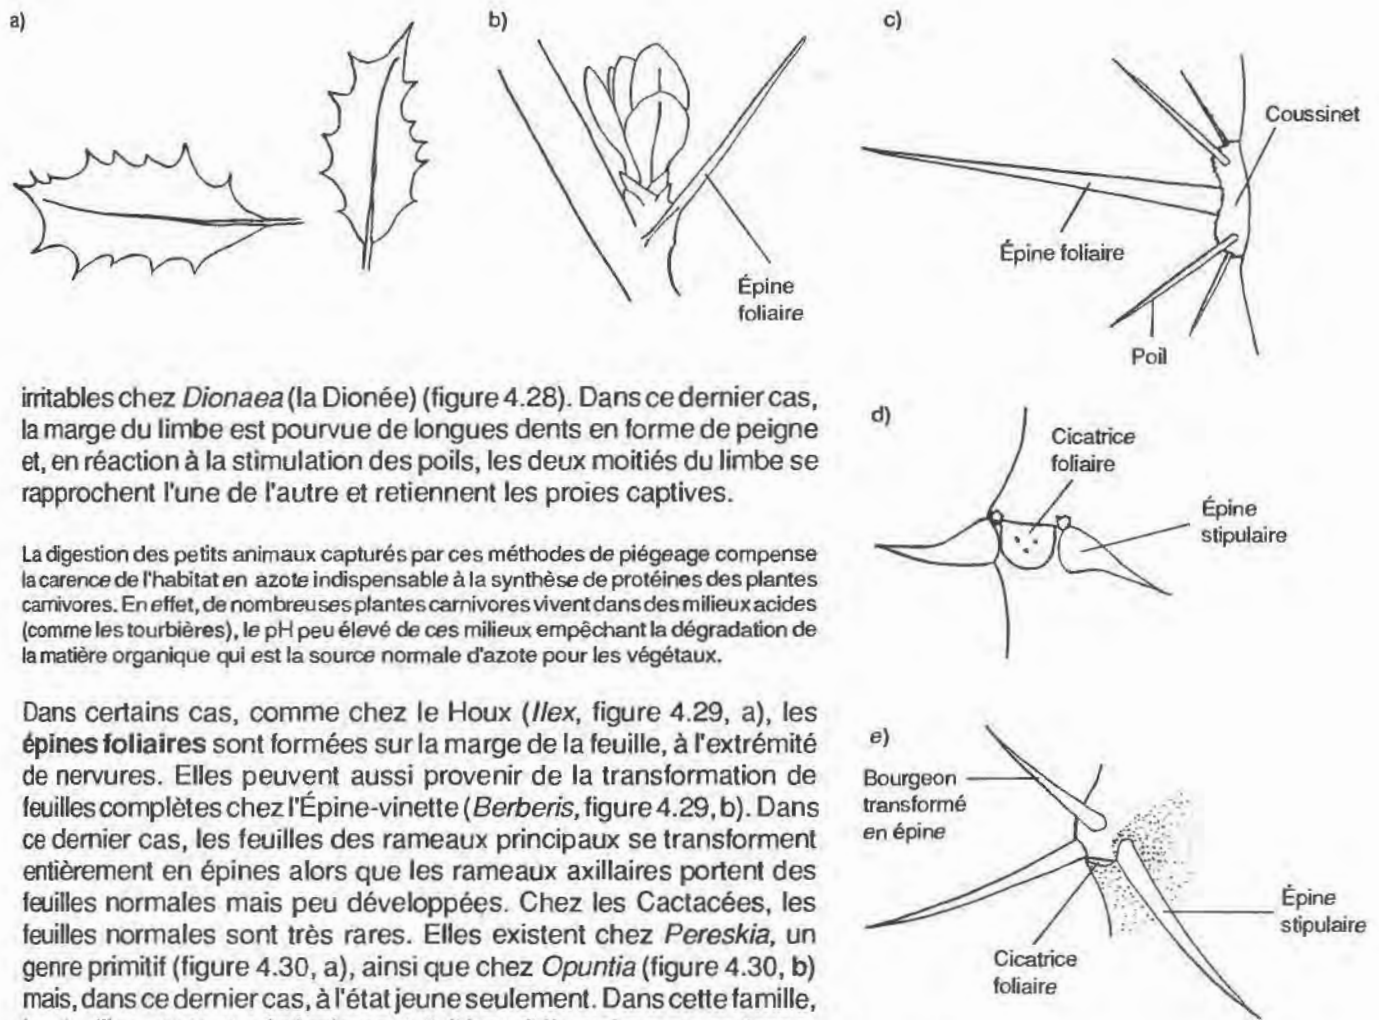 a)
b)
c)
Coussinet
Épine foliaire
Épine
foliaire
Poil
irritables chez Dionaea (la Dionée) (figure 4.28). Dans ce dernier cas,
la marge du limbe est pourvue de longues dents en forme de peigne
et, en réaction à la stimulation des poils, les deux moitiés du limbe se
rapprochent l'une de l'autre et retiennent les proies captives.
La digestion des petits animaux capturés par ces méthodes de piégeage compense
la carence de l'habitat en azote indispensable à la synthèse de protéines des plantes
carnivores. En effet, de nombreuses plantes carnivores vivent dans des milieux acides
(comme les tourbières), le pH peu élevé de ces milieux empêchant la dégradation de
la matière organique qui est la source normale d'azote pour les végétaux.
Dans certains cas, comme chez le Houx (Ilex, figure 4.29, a), les
épines foliaires sont formées sur la marge de la feuille, à l'extrémité
de nervures. Elles peuvent aussi provenir de la transformation de
feuilles complètes chez l'Épine-vinette (Berberis, figure 4.29, b). Dans
ce dernier cas, les feuilles des rameaux principaux se transforment
entièrement en épines alors que les rameaux axillaires portent des
feuilles normales mais peu développées. Chez les Cactacées, les
feuilles normales sont très rares. Elles existent chez Pereskia, un
genre primitif (figure 4.30, a), ainsi que chez Opuntia (figure 4.30, b)
mais, dans ce dernier cas, à l'état jeune seulement. Dans cette famille,
d)
Cicatrice
foliaire
Épine
stipulaire
e)
Bourgeon
transformé
en épine
Épine
stipulaire
Cicatrice
foliaire